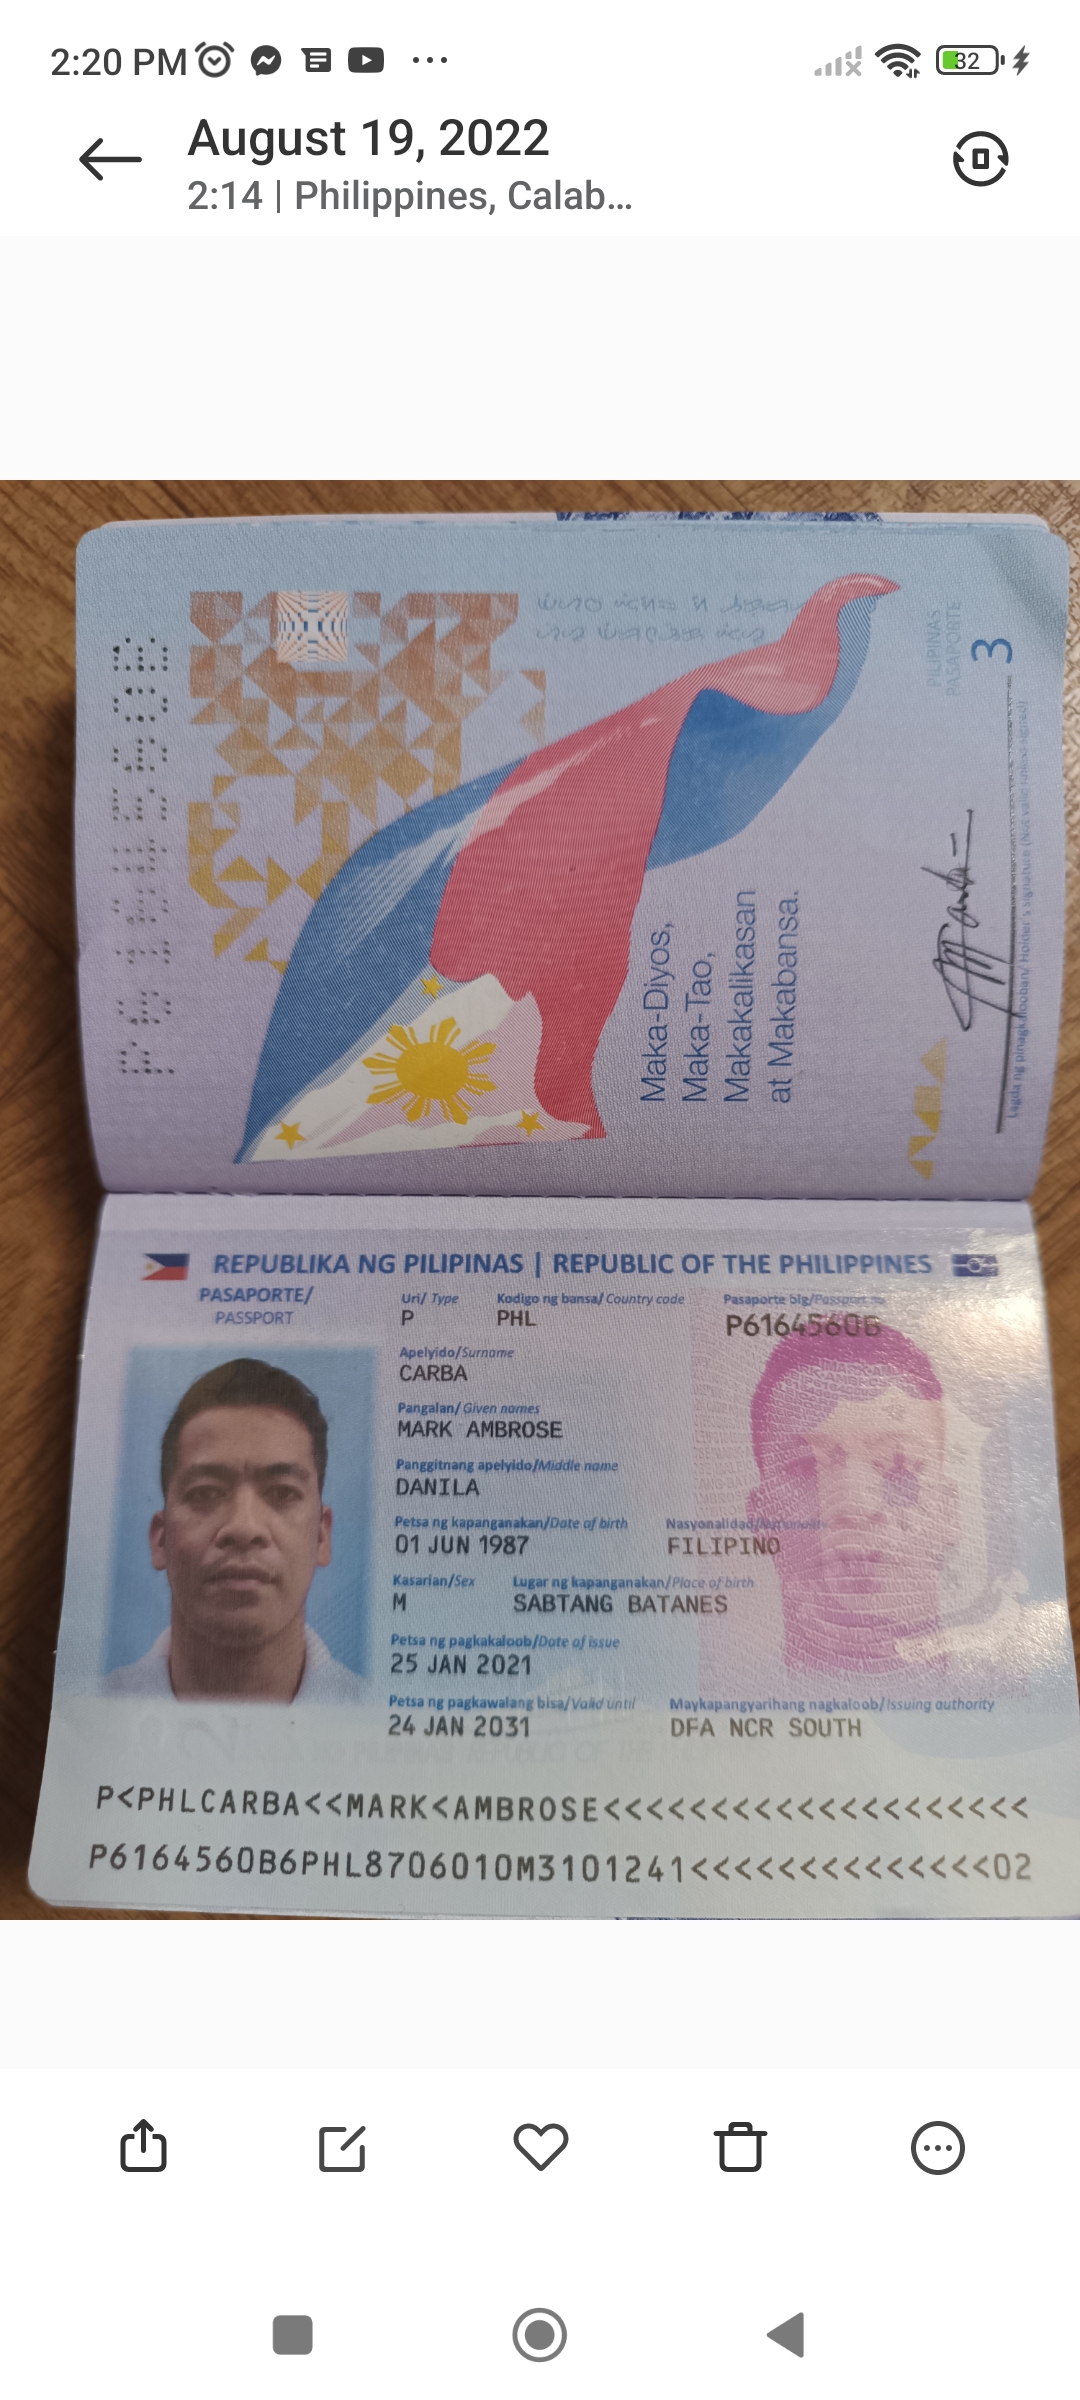 2:20 PM
32
August 19, 2022
2:14 | Philippines, Calab...
PILIPINAS
PASAPORTE
3
Maka-Diyos,
Maka-Tao,
Makakalikasan
at Makabansa.
Lagda ng pinagkalooban/ Holder's signature (Not valid unless signed)
REPUBLIKA NG PILIPINAS | REPUBLIC OF THE PHILIPPINES
PASAPORTE/
PASSPORT
Uri/ Type
Kodigo ng bansa/ Country code
Pasaporte blg/Passport no
P
PHL
P6164560B
Apelyido/Surname
CARBA
Pangalan/ Given names
MARK AMBROSE
Panggitnang apelyido/Middle name
DANILA
Petsa ng kapanganakan/Date of birth
Nasyonalidad/Nationality
01 JUN 1987
FILIPINO
Kasarian/Sex
Lugar ng kapanganakan/Place of birth
M
SABTANG BATANES
Petsa ng pagkakaloob/Date of issue
25 JAN 2021
Petsa ng pagkawalang bisa/Valid until
Maykapangyarihang nagkaloob/Issuing authority
24 JAN 2031
DFA NCR SOUTH
P<PHLCARBA<<MARK<AMBROSE<<<<<<<<<<<<<<<<<<<<
P6164560B6PHL8706010M3101241<<<<<<<<<<<<<<02